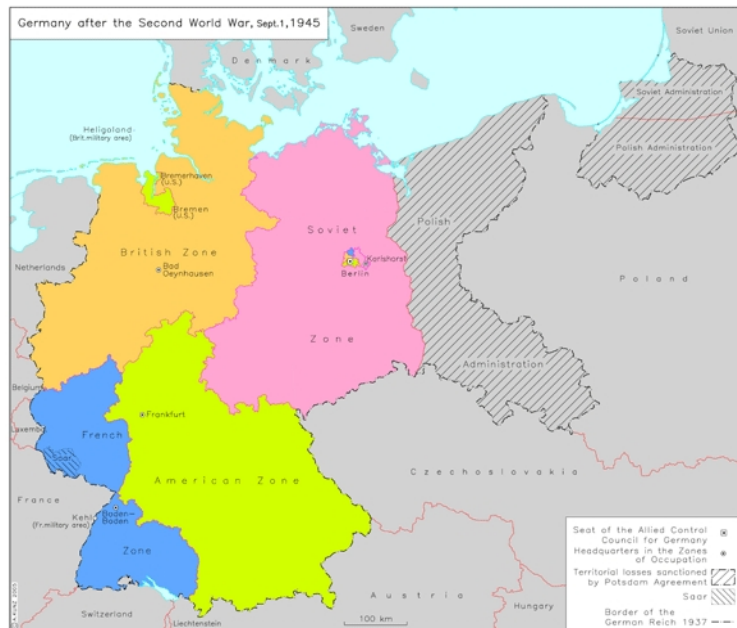 Germany after the Second World War, Sept.1,1945
Sweden
Soviet Union
Denmark
Soviet Administration
Heligoland
(Brit.military area)
Polish Administration
Bremerhaven
(U.S.)
Bremen
(U.S.)
Soviet
Polish
British Zone
Karlshorst
Berlin
Netherlands
Bad
Oeynhausen
Poland
Zone
Administration
Belgium
Frankfurt
Luxembg.
French
Saar
American Zone
Czechoslovakia
France
Kehl
(Fr.military area)
Baden-
Baden
Zone
Seat of the Allied Control
Council for Germany
Headquarters in the Zones
of Occupation
Territorial losses sanctioned
by Potsdam Agreement
Saar
Border of the
German Reich 1937
Austria
Hungary
Switzerland
Liechtenstein
100 km